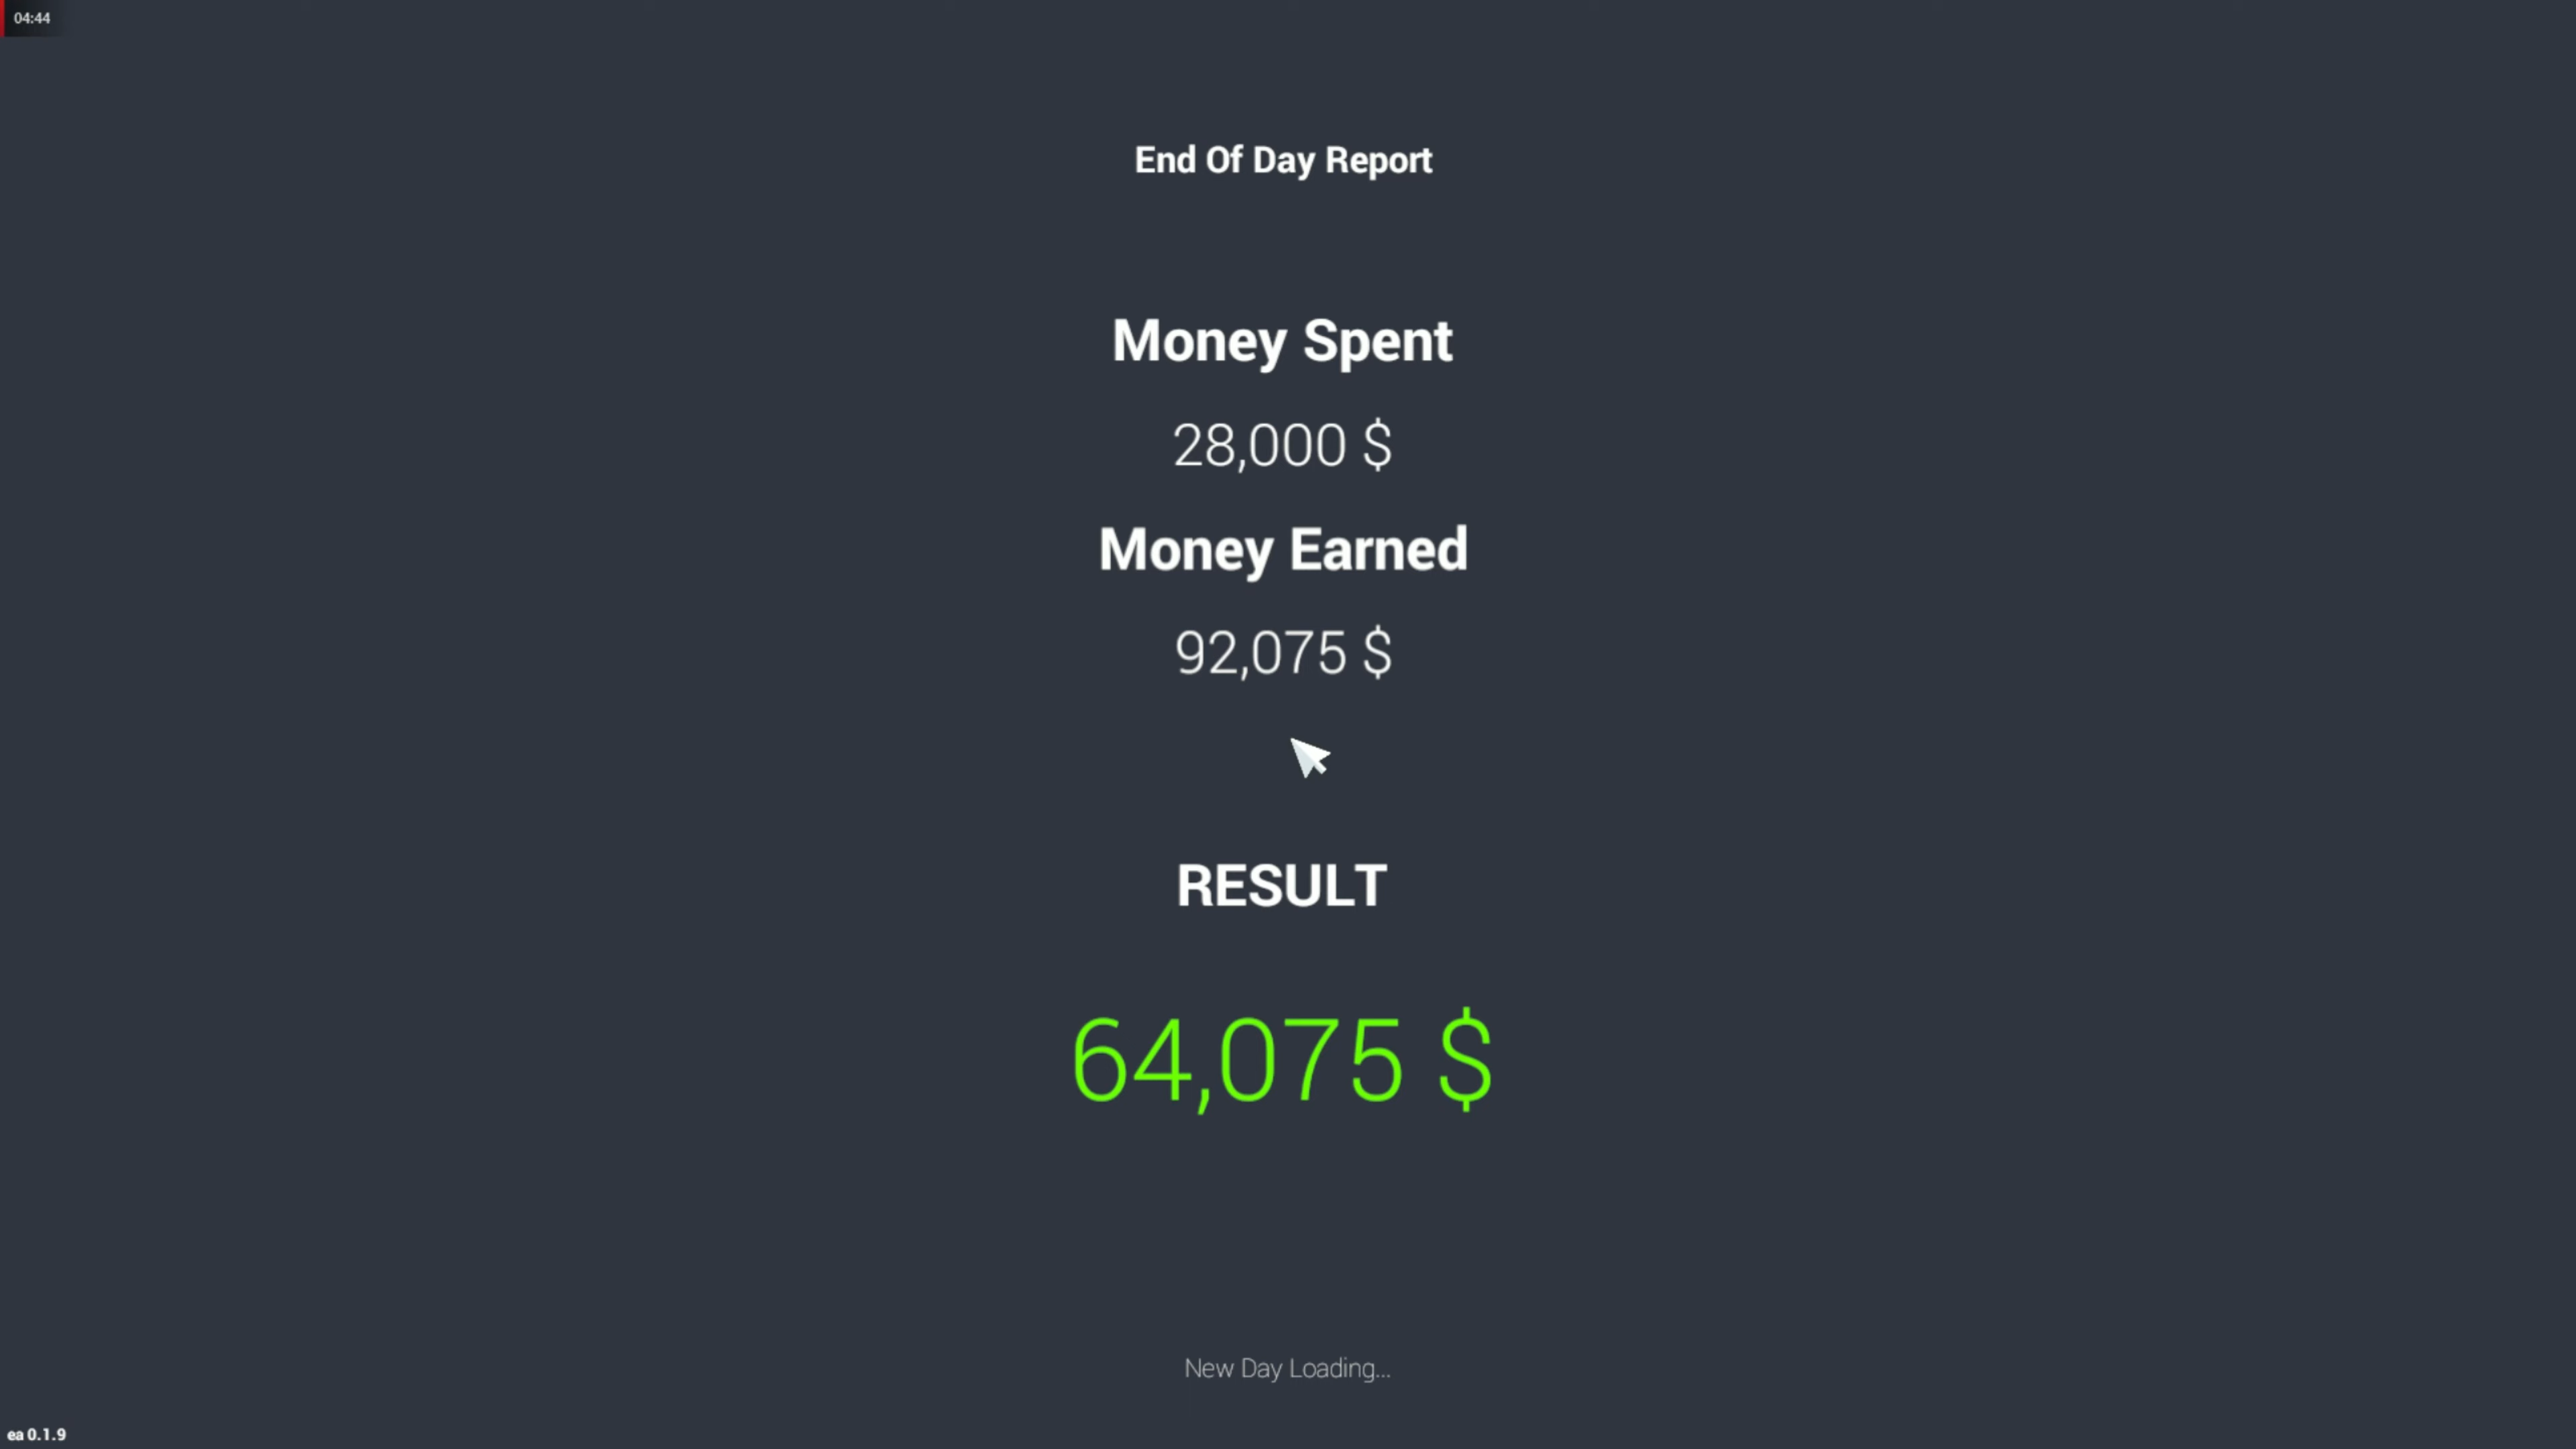 04:44
End Of Day Report
Money Spent
28,000 $
Money Earned
92,075 $
RESULT
64,075 $
New Day Loading...
ea 0.1.9